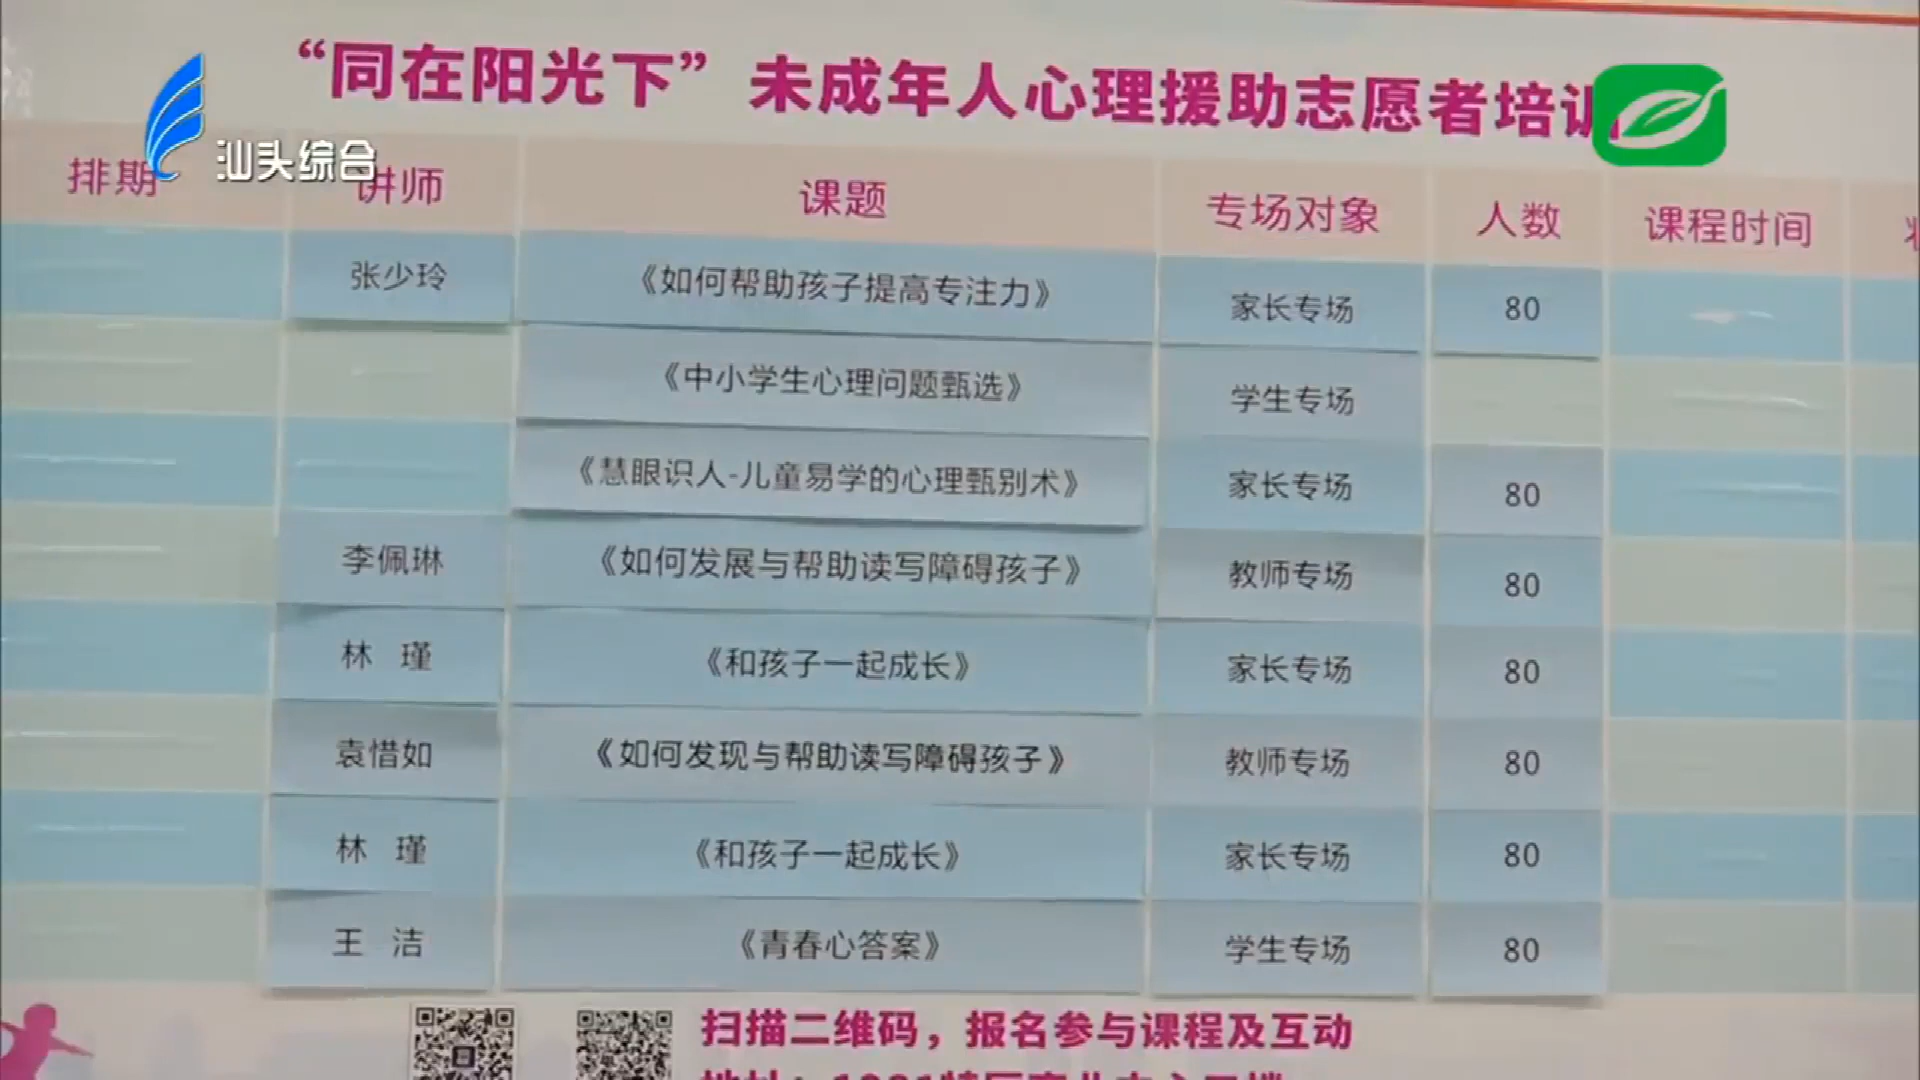 “同在阳光下”未成年人心理援助志愿者培训
汕头综合
排期 讲师 课题 专场对象 人数 课程时间
张少玲 《如何帮助孩子提高专注力》 家长专场 80
《中小学生心理问题甄选》 学生专场
《慧眼识人-儿童易学的心理甄别术》 家长专场 80
李佩琳 《如何发展与帮助读写障碍孩子》 教师专场 80
林 瑾 《和孩子一起成长》 家长专场 80
袁惜如 《如何发现与帮助读写障碍孩子》 教师专场 80
林 瑾 《和孩子一起成长》 家长专场 80
王 洁 《青春心答案》 学生专场 80
扫描二维码，报名参与课程及互动